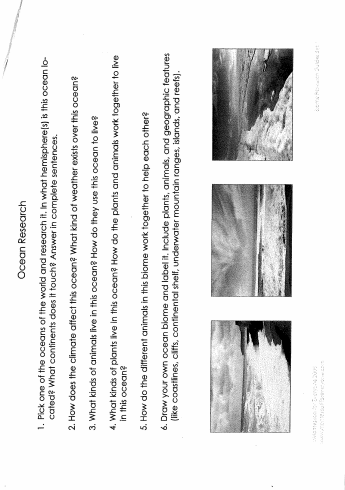 Ocean Research
1. Pick one of the oceans of the world and research it. In what hemisphere(s) is this ocean lo-
cated? What continents does it touch? Answer in complete sentences.
2. How does the climate affect this ocean? What kind of weather exists over this ocean?
3. What kinds of animals live in this ocean? How do they use this ocean to live?
4. What kinds of plants live in this ocean? How do the plants and animals work together to live
in this ocean?
5. How do the different animals in this biome work together to help each other?
6. Draw your own ocean biome and label it. Include plants, animals, and geographic features
(like coastlines, cliffs, continental shelf, underwater mountain ranges, islands, and reefs).